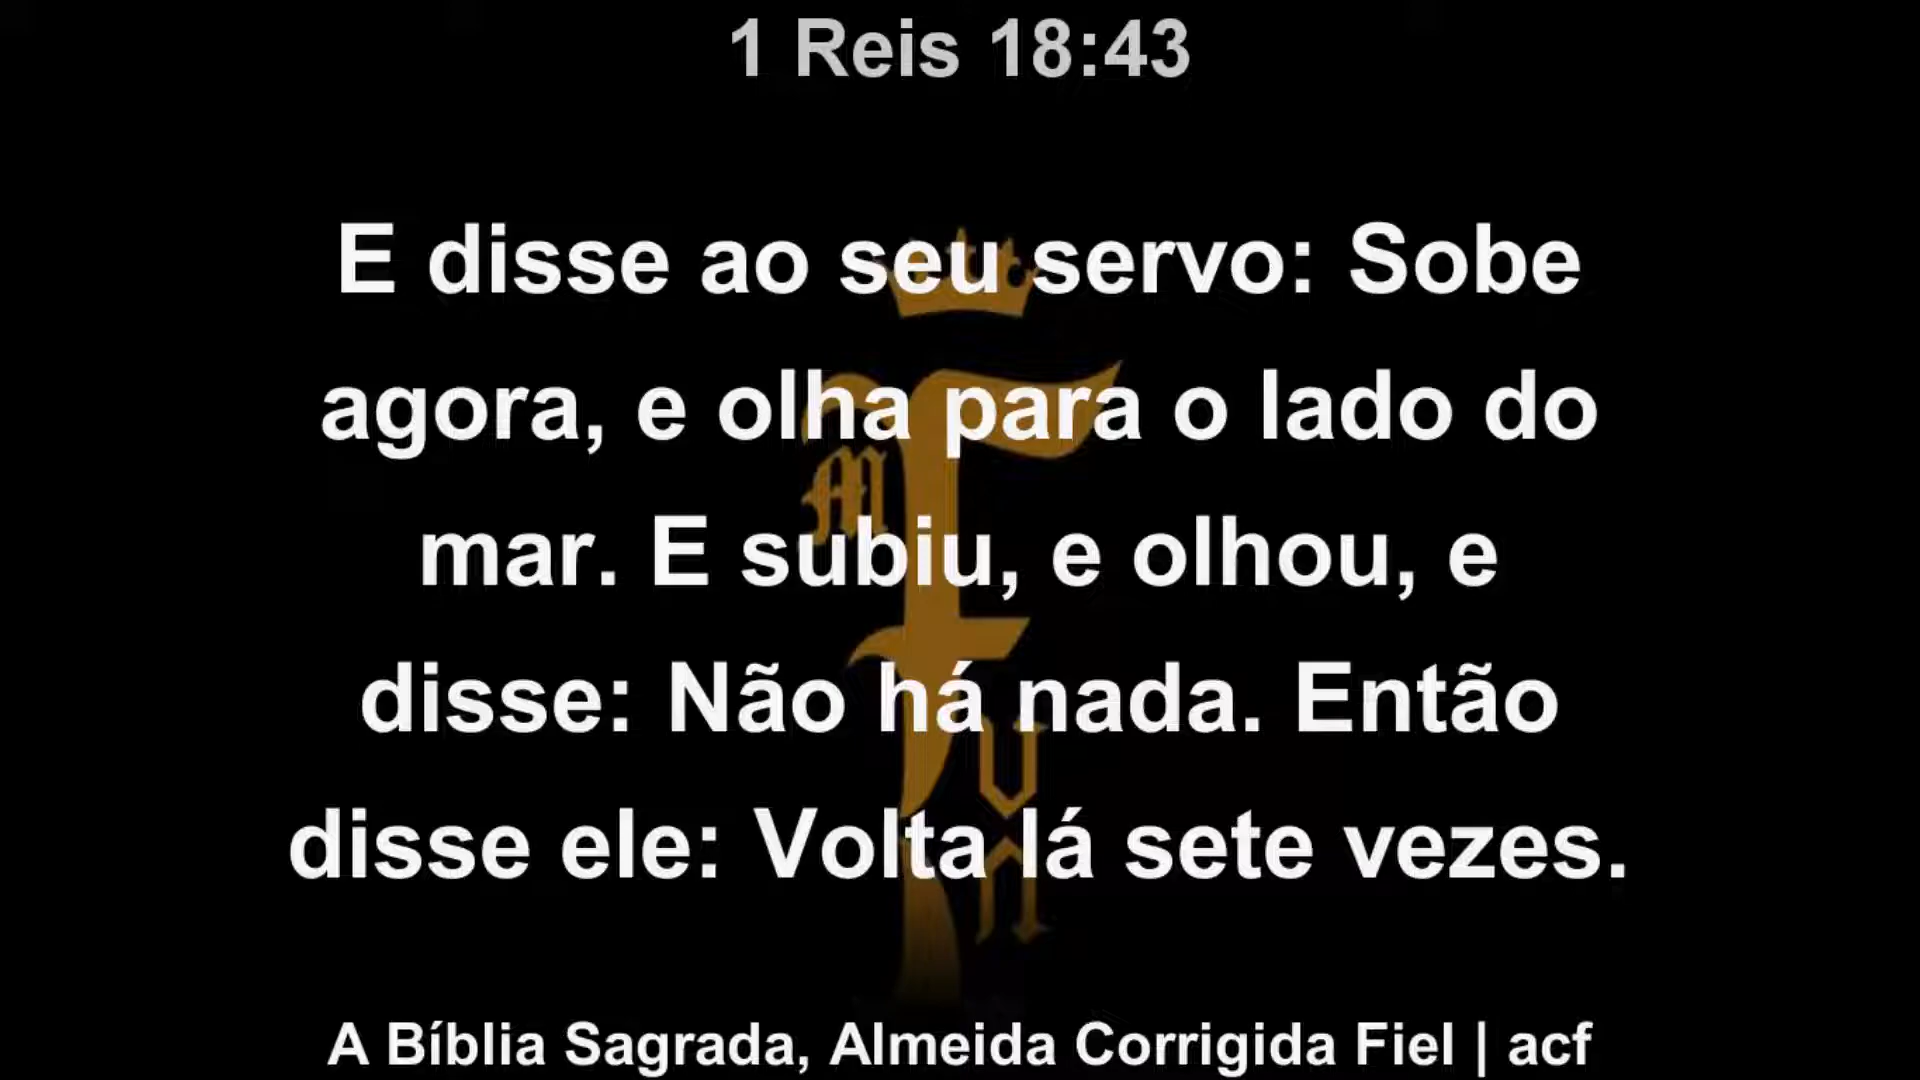 1 Reis 18:43
E disse ao seu servo: Sobe
agora, e olha para o lado do
mar. E subiu, e olhou, e
disse: Não há nada. Então
disse ele: Volta lá sete vezes.
A Bíblia Sagrada, Almeida Corrigida Fiel | acf